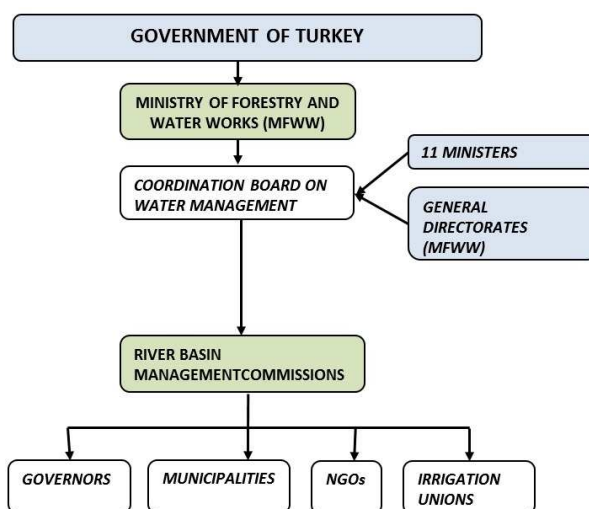 GOVERNMENT OF TURKEY
MINISTRY OF FORESTRY AND
WATER WORKS (MFWW)
COORDINATION BOARD ON
WATER MANAGEMENT
11 MINISTERS
GENERAL
DIRECTORATES
(MFWW)
RIVER BASIN
MANAGEMENTCOMMISSIONS
GOVERNORS
MUNICIPALITIES
NGOs
IRRIGATION
UNIONS